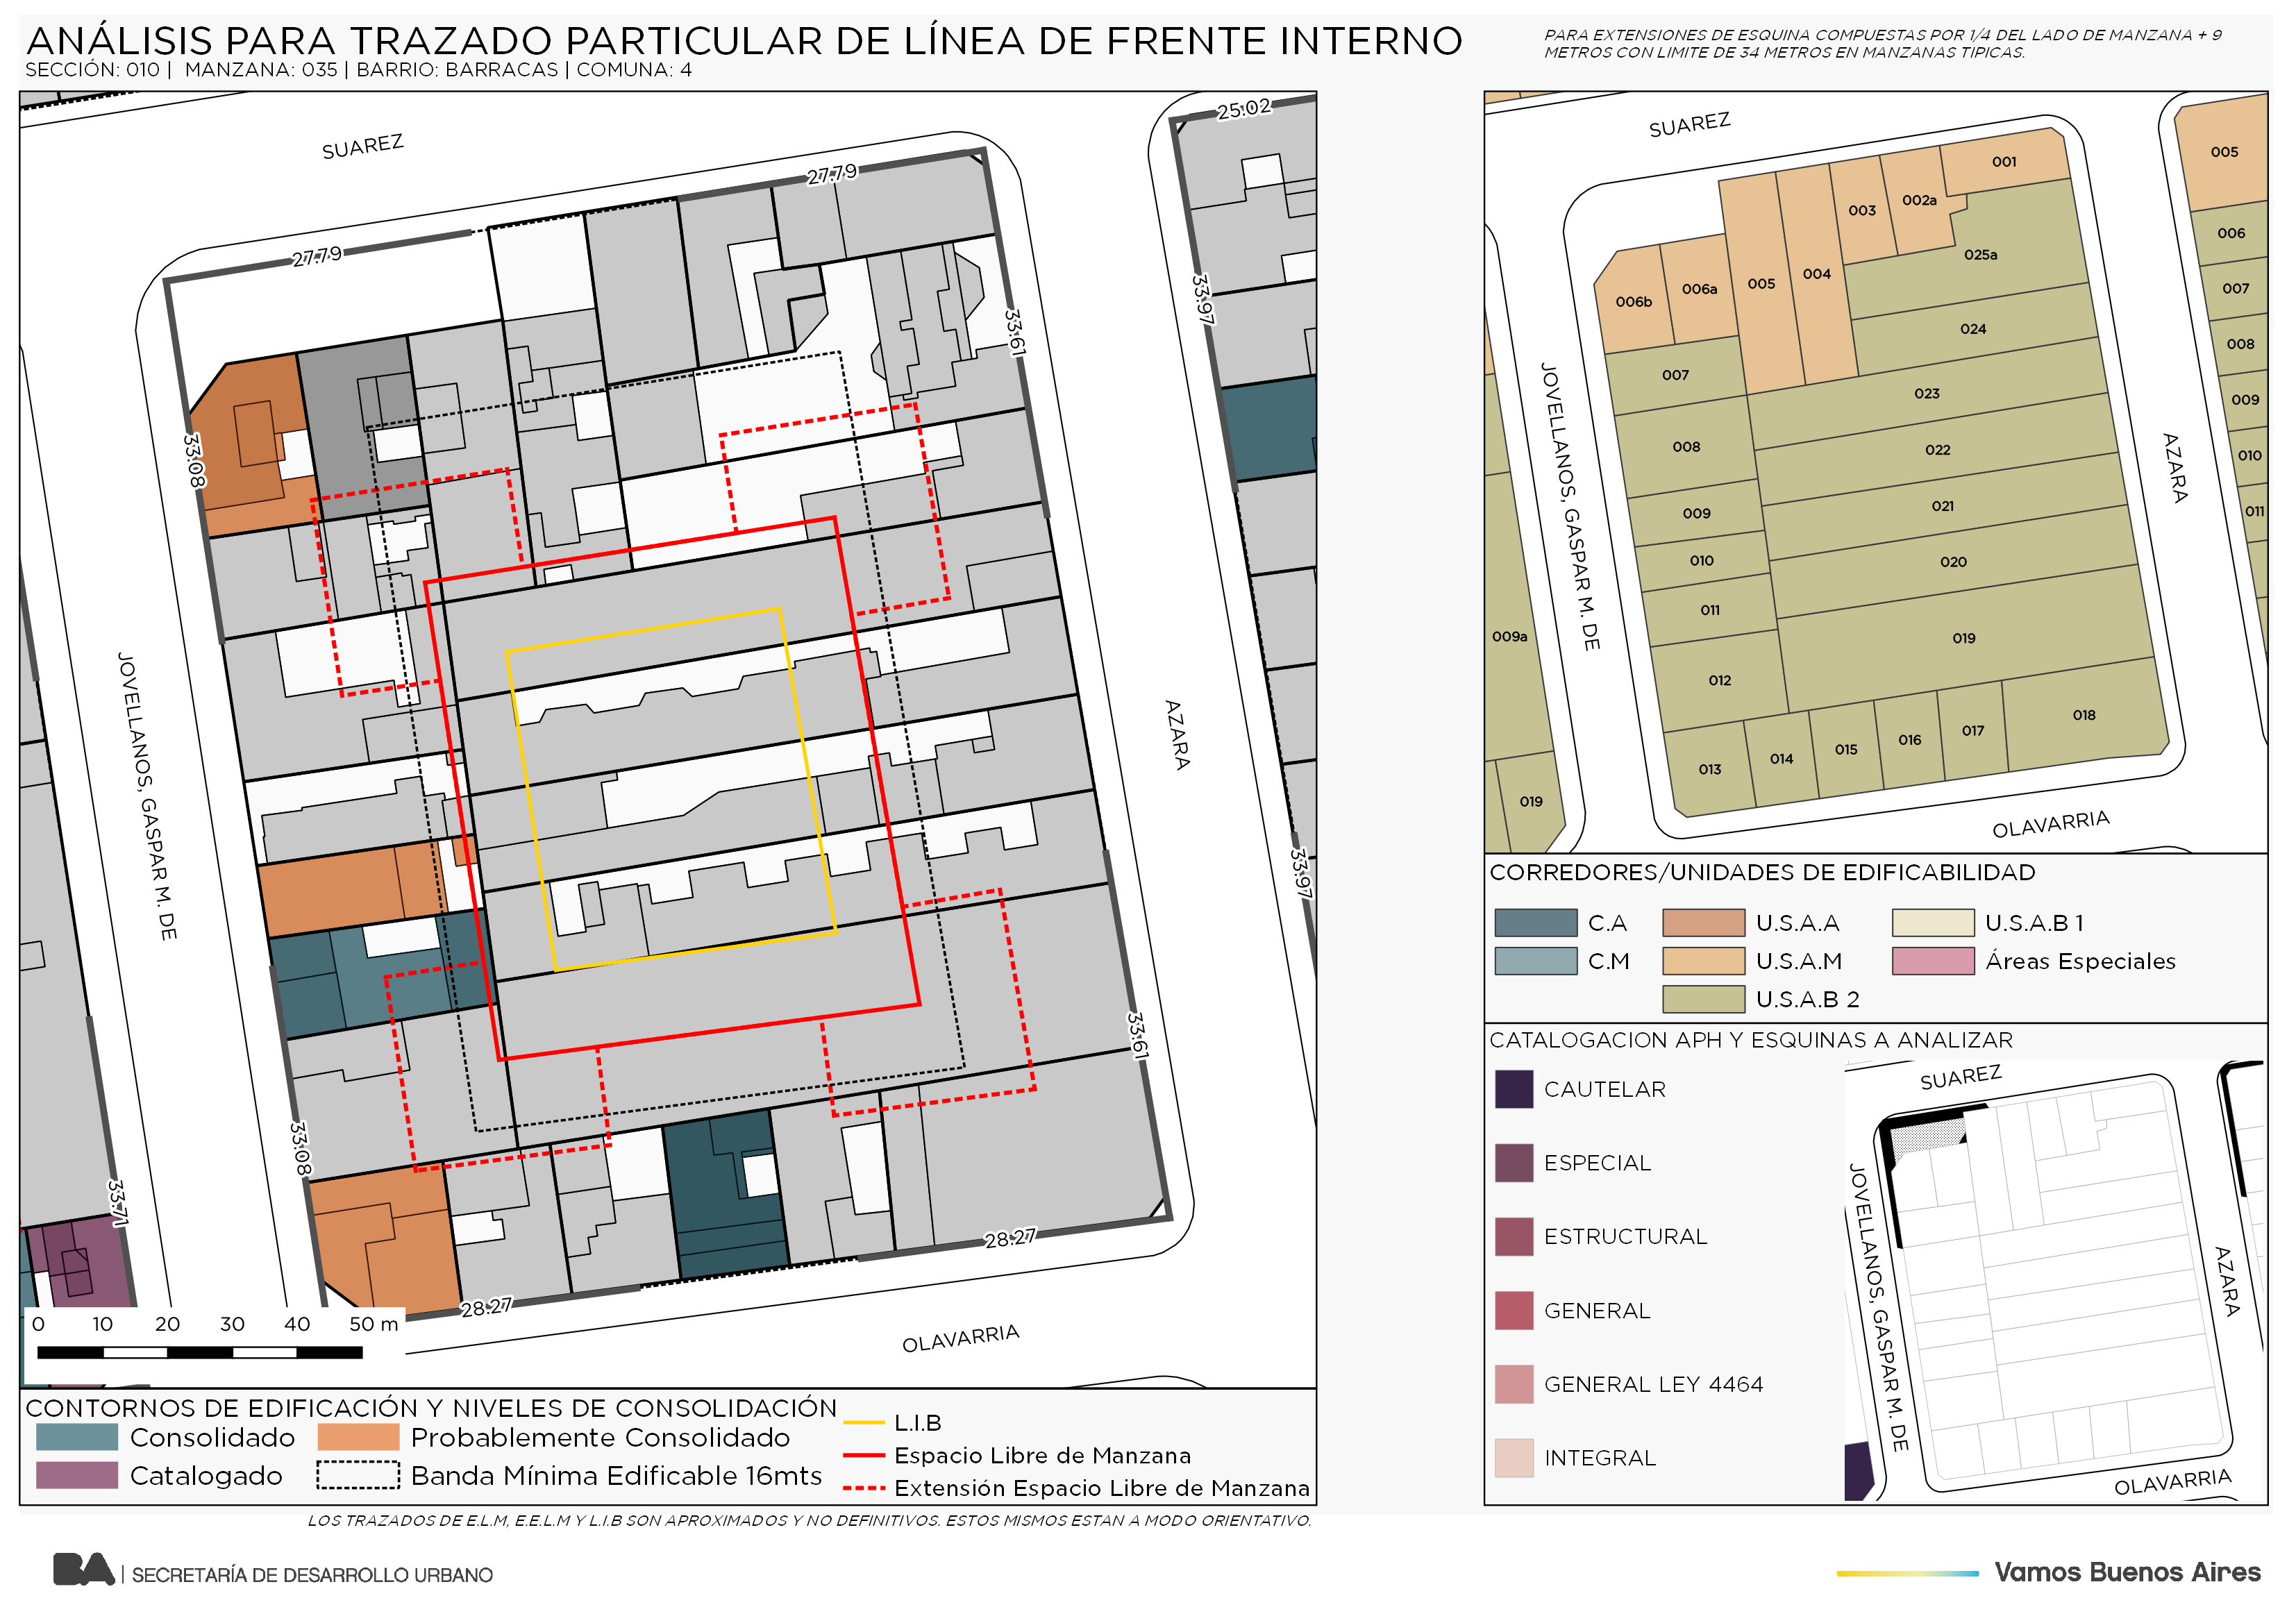 ANÁLISIS PARA TRAZADO PARTICULAR DE LÍNEA DE FRENTE INTERNO
SECCIÓN: 010 | MANZANA: 035 | BARRIO: BARRACAS | COMUNA: 4
PARA EXTENSIONES DE ESQUINA COMPUESTAS POR 1/4 DEL LADO DE MANZANA + 9
METROS CON LIMITE DE 34 METROS EN MANZANAS TIPICAS.
SUAREZ
25.02
27.79
27.79
33.97
33.61
33.08
JOVELLANOS, GASPAR M. DE
AZARA
33.97
33.61
33.08
33.71
28.27
28.27
OLAVARRIA
0 10 20 30 40 50 m
CONTORNOS DE EDIFICACIÓN Y NIVELES DE CONSOLIDACIÓN
Consolidado
Probablemente Consolidado
Catalogado
Banda Mínima Edificable 16mts
L.I.B
Espacio Libre de Manzana
Extensión Espacio Libre de Manzana
LOS TRAZADOS DE E.L.M, E.E.L.M Y L.I.B SON APROXIMADOS Y NO DEFINITIVOS. ESTOS MISMOS ESTAN A MODO ORIENTATIVO.
SUAREZ
001
005
002a
003
006
025a
004
005
006a
006b
007
024
008
007
023
009
008
022
010
009
021
011
010
020
011
009a
019
012
018
017
016
015
014
013
019
JOVELLANOS, GASPAR M. DE
AZARA
OLAVARRIA
CORREDORES/UNIDADES DE EDIFICABILIDAD
C.A
U.S.A.A
U.S.A.B 1
C.M
U.S.A.M
Áreas Especiales
U.S.A.B 2
CATALOGACION APH Y ESQUINAS A ANALIZAR
CAUTELAR
ESPECIAL
ESTRUCTURAL
GENERAL
GENERAL LEY 4464
INTEGRAL
SUAREZ
JOVELLANOS, GASPAR M. DE
AZARA
OLAVARRIA
BA | SECRETARÍA DE DESARROLLO URBANO
Vamos Buenos Aires